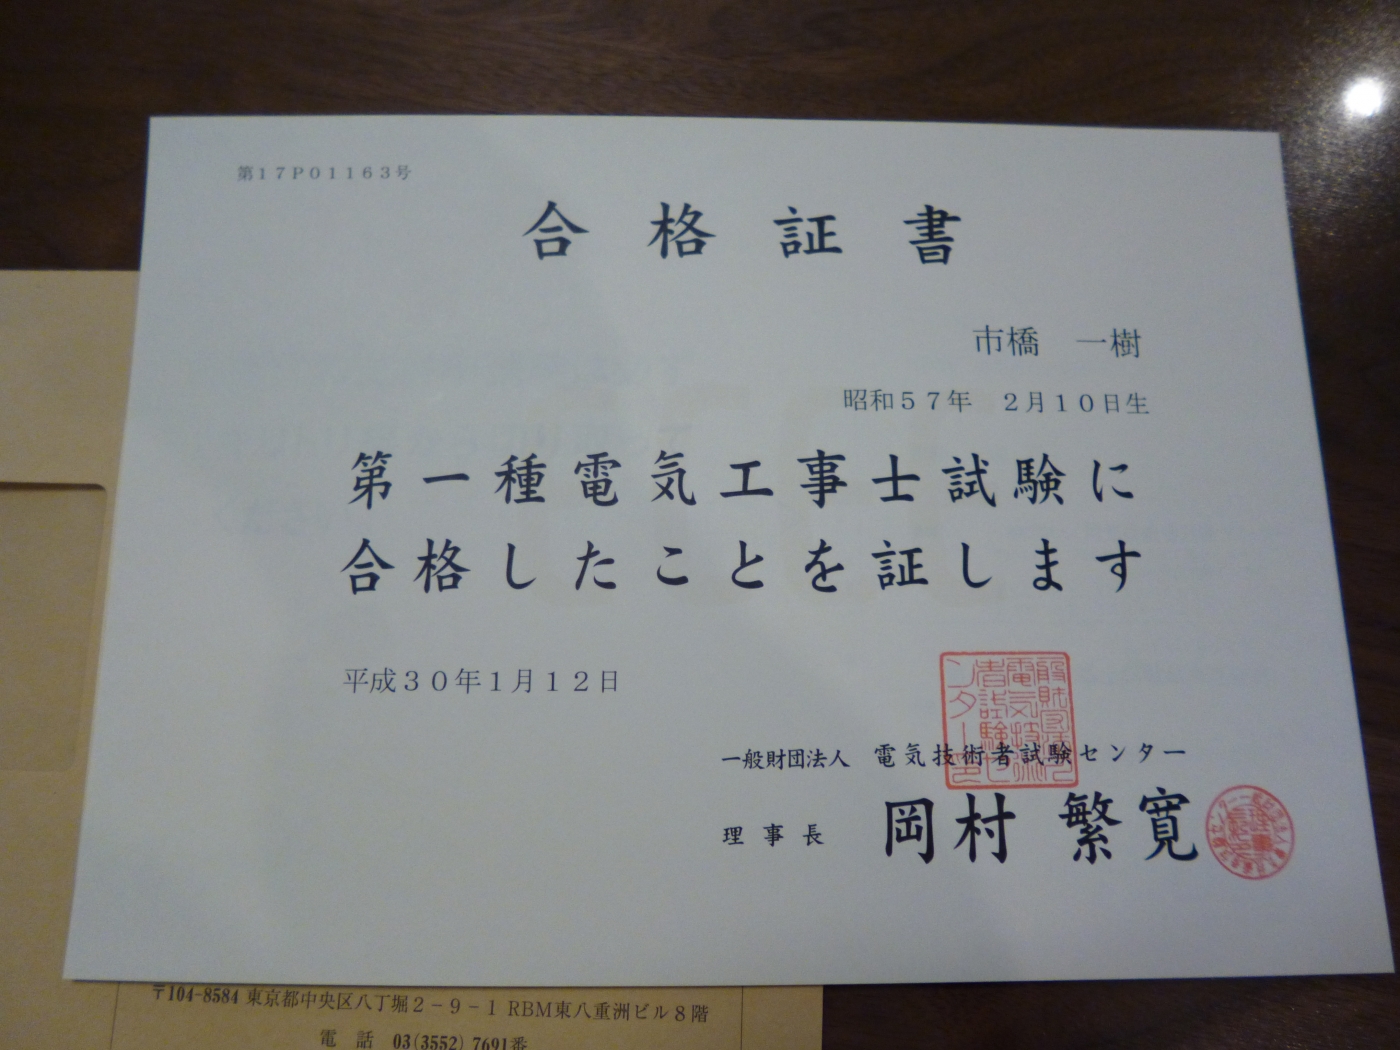 第17P01163号
合格証書
市橋 一樹
昭和57年 2月10日生
第一種電気工事士試験に
合格したことを証します
平成30年1月12日
一般財団法人 電気技術者試験センター
理事長 岡村 繁寛
〒104-8584 東京都中央区八丁堀2-9-1 RBM東八重洲ビル8階
電話 03(3552)7691番